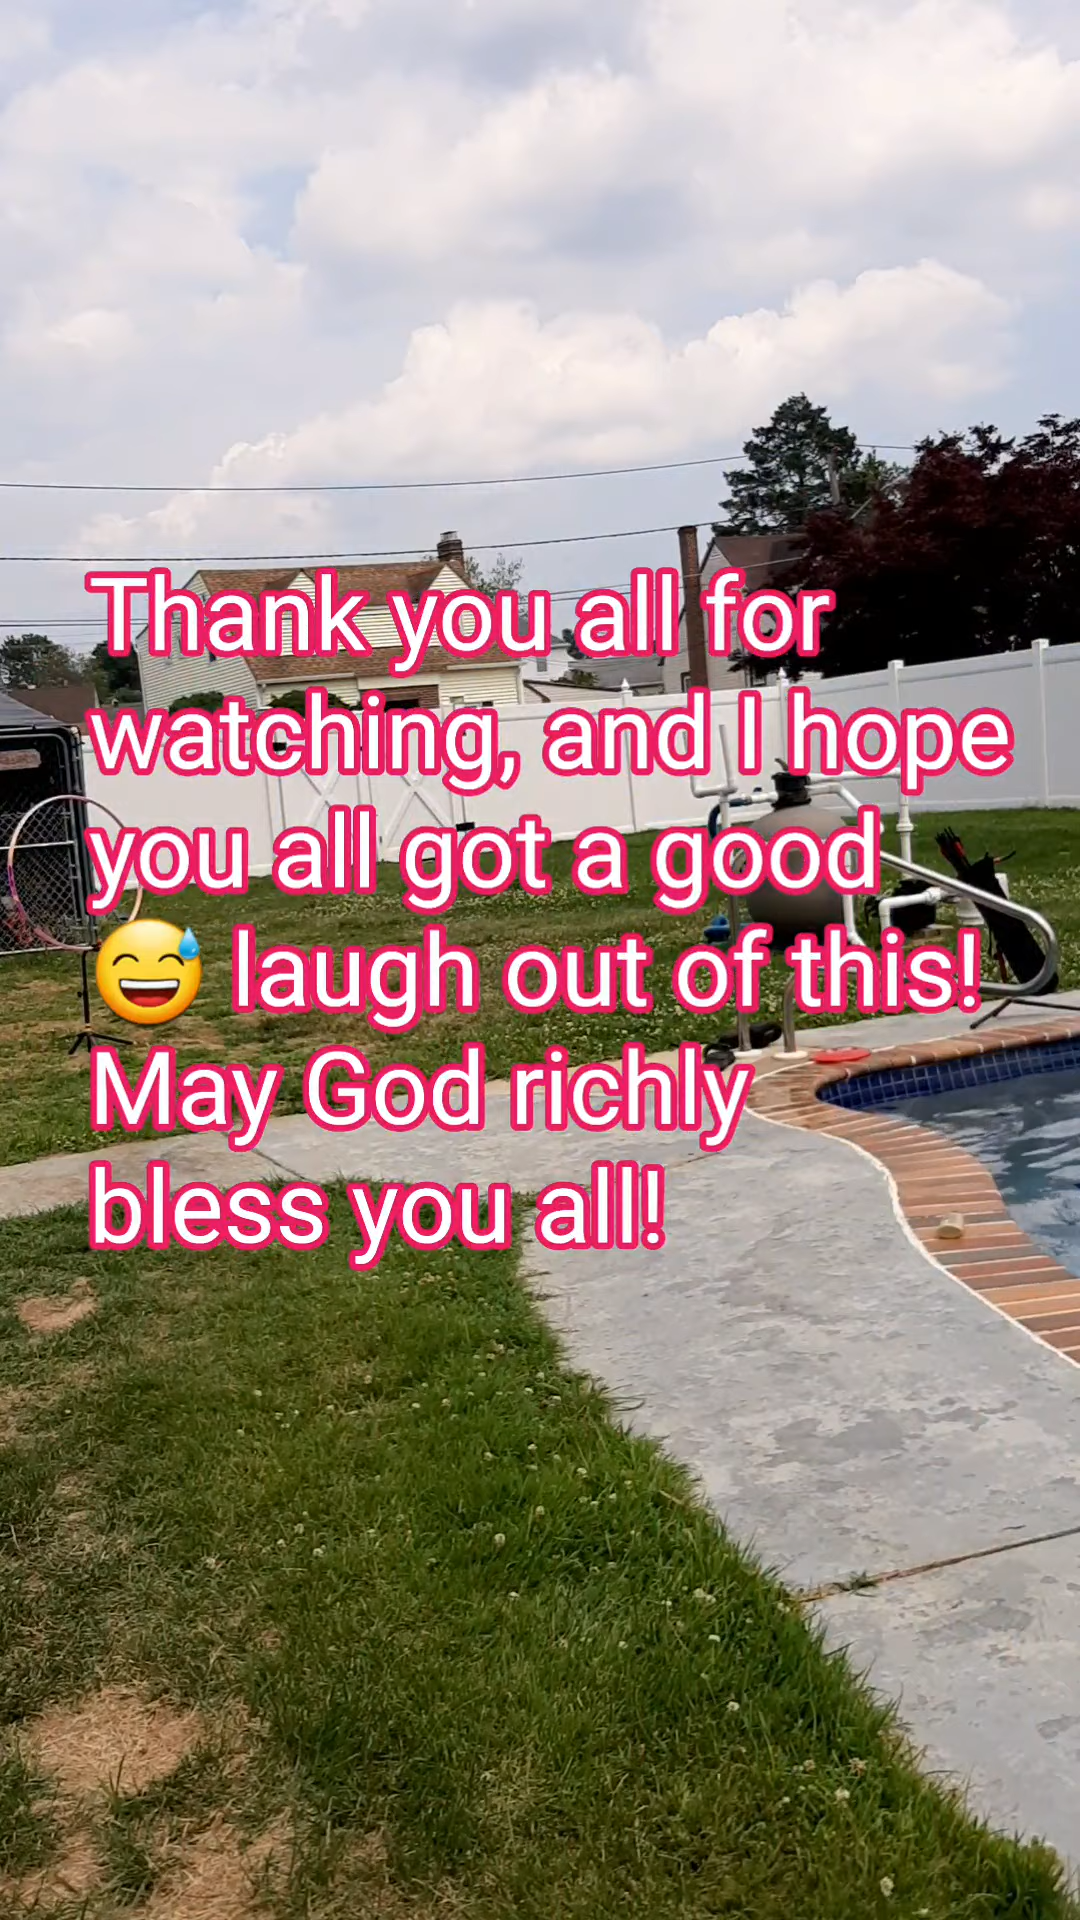 Thank you all for
watching, and I hope
you all got a good
😅 laugh out of this!
May God richly
bless you all!